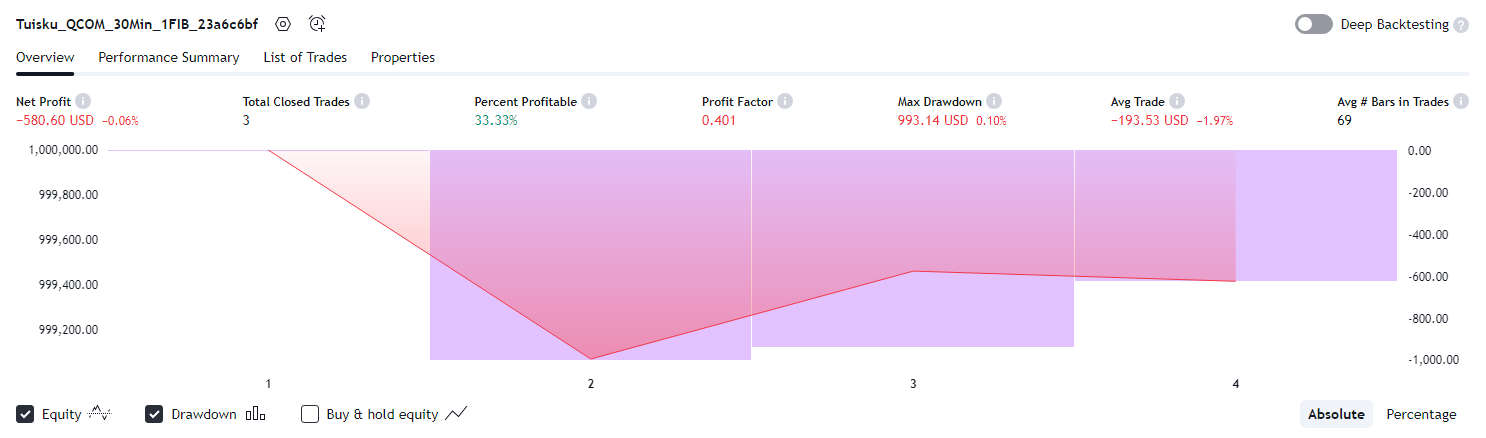 Tuisku_QCOM_30Min_1FIB_23a6c6bf
Deep Backtesting ?
Overview Performance Summary List of Trades Properties
Net Profit Total Closed Trades Percent Profitable Profit Factor Max Drawdown Avg Trade Avg # Bars in Trades
−580.60 USD −0.06% 3 33.33% 0.401 993.14 USD 0.10% −193.53 USD −1.97% 69
1,000,000.00 0.00
999,800.00 -200.00
999,600.00 -400.00
999,400.00 -600.00
999,200.00 -800.00
-1,000.00
1 2 3 4
Equity Drawdown Buy & hold equity Absolute Percentage